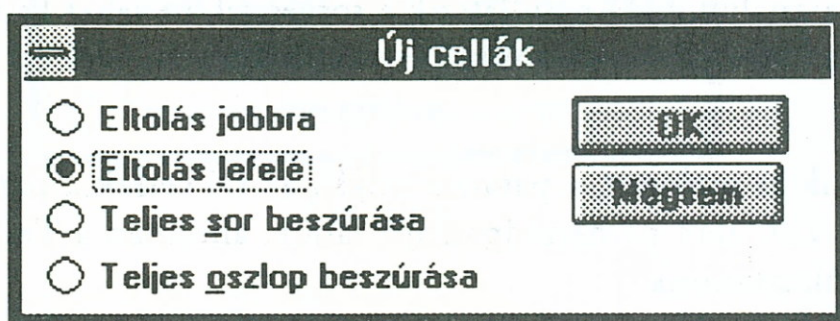 Új cellák
Eltolás jobbra
Eltolás lefelé
Teljes sor beszúrása
Teljes oszlop beszúrása
OK
Mégsem